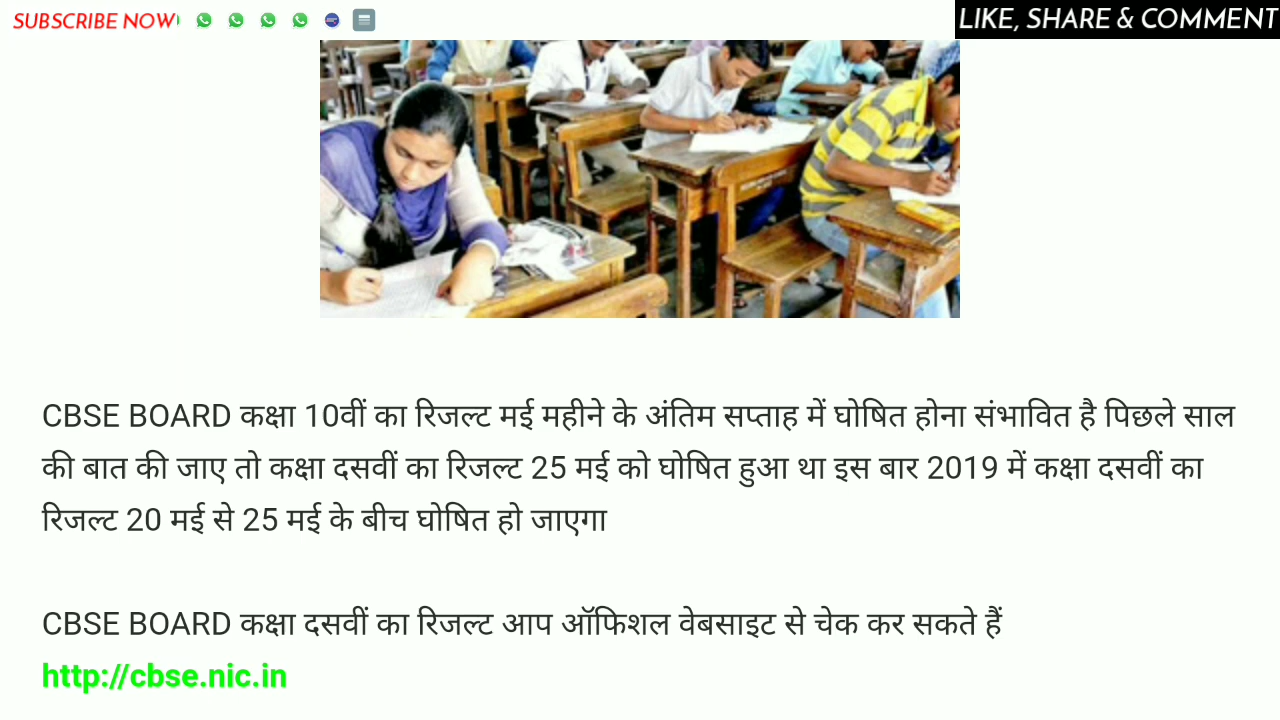 SUBSCRIBE NOW
LIKE, SHARE & COMMENT
CBSE BOARD कक्षा 10वीं का रिजल्ट मई महीने के अंतिम सप्ताह में घोषित होना संभावित है पिछले साल
की बात की जाए तो कक्षा दसवीं का रिजल्ट 25 मई को घोषित हुआ था इस बार 2019 में कक्षा दसवीं का
रिजल्ट 20 मई से 25 मई के बीच घोषित हो जाएगा
CBSE BOARD कक्षा दसवीं का रिजल्ट आप ऑफिशल वेबसाइट से चेक कर सकते हैं
http://cbse.nic.in